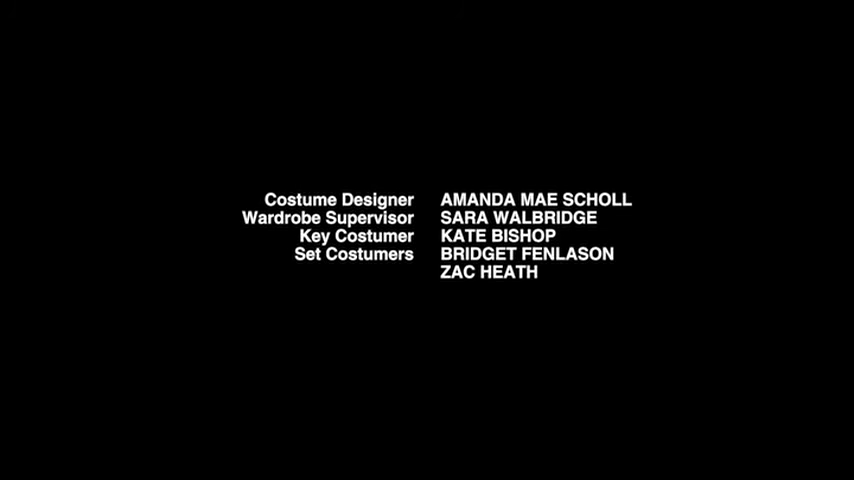 Costume Designer AMANDA MAE SCHOLL
Wardrobe Supervisor SARA WALBRIDGE
Key Costumer KATE BISHOP
Set Costumers BRIDGET FENLASON
ZAC HEATH